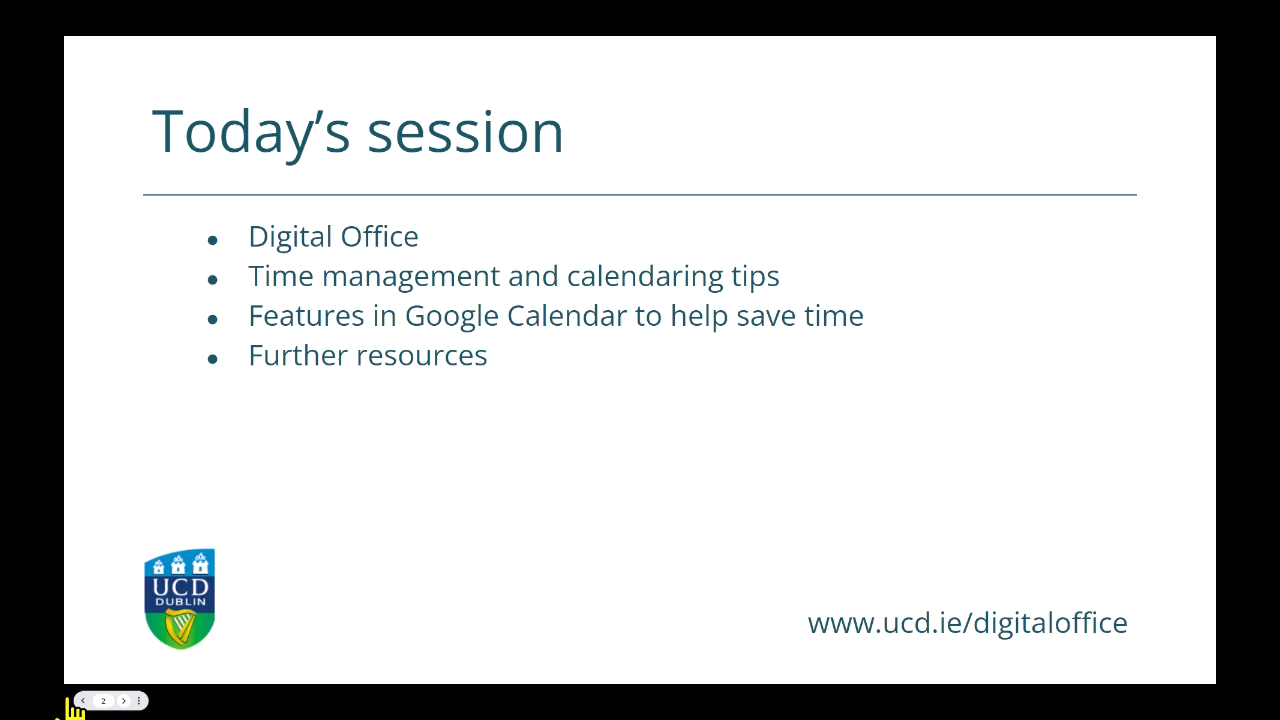 Today’s session
● Digital Office
● Time management and calendaring tips
● Features in Google Calendar to help save time
● Further resources
UCD
DUBLIN
www.ucd.ie/digitaloffice
2